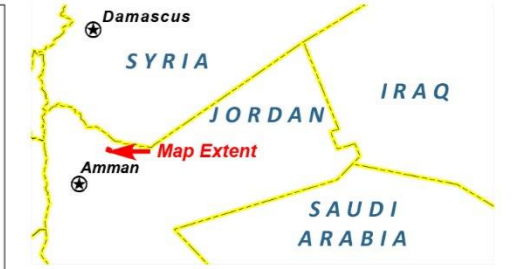 Damascus
SYRIA
IRAQ
JORDAN
Map Extent
Amman
SAUDI
ARABIA